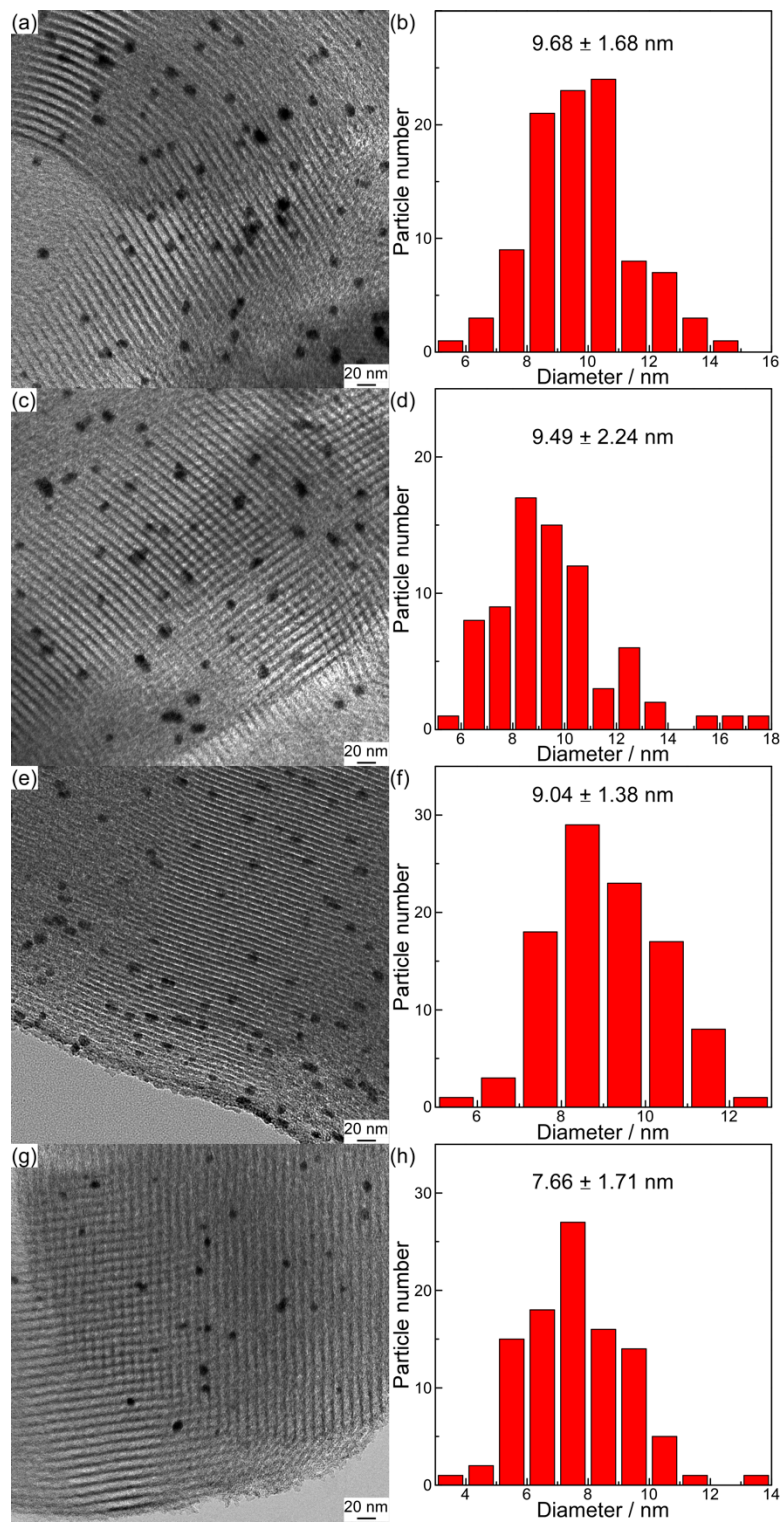 (a)
20 nm
(b)
9.68 ± 1.68 nm
Particle number
20
10
0
6 8 10 12 14 16
Diameter / nm
(c)
20 nm
(d)
9.49 ± 2.24 nm
Particle number
20
10
0
6 8 10 12 14 16 18
Diameter / nm
(e)
20 nm
(f)
9.04 ± 1.38 nm
Particle number
30
20
10
0
6 8 10 12
Diameter / nm
(g)
20 nm
(h)
7.66 ± 1.71 nm
Particle number
30
20
10
0
4 6 8 10 12 14
Diameter / nm